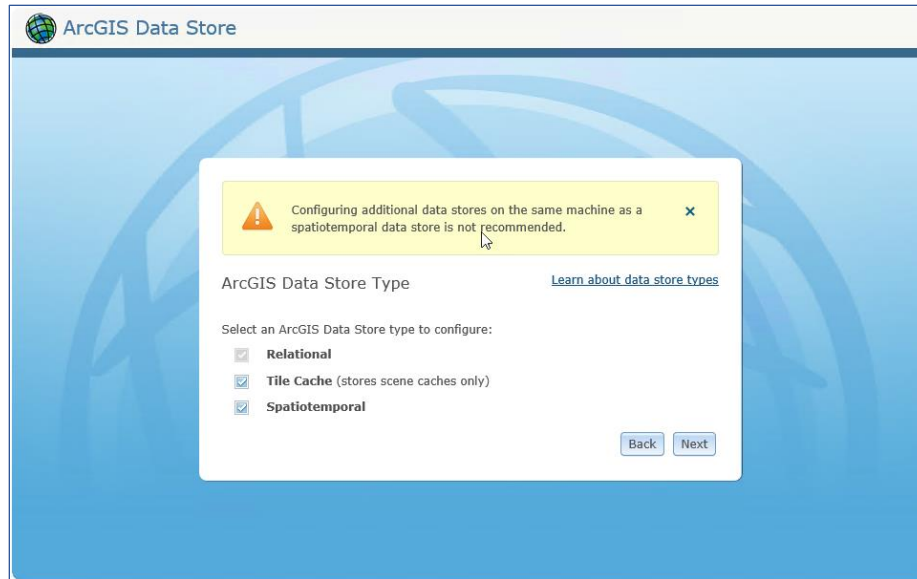 ArcGIS Data Store
Configuring additional data stores on the same machine as a
spatiotemporal data store is not recommended.
ArcGIS Data Store Type
Learn about data store types
Select an ArcGIS Data Store type to configure:
Relational
Tile Cache (stores scene caches only)
Spatiotemporal
Back Next